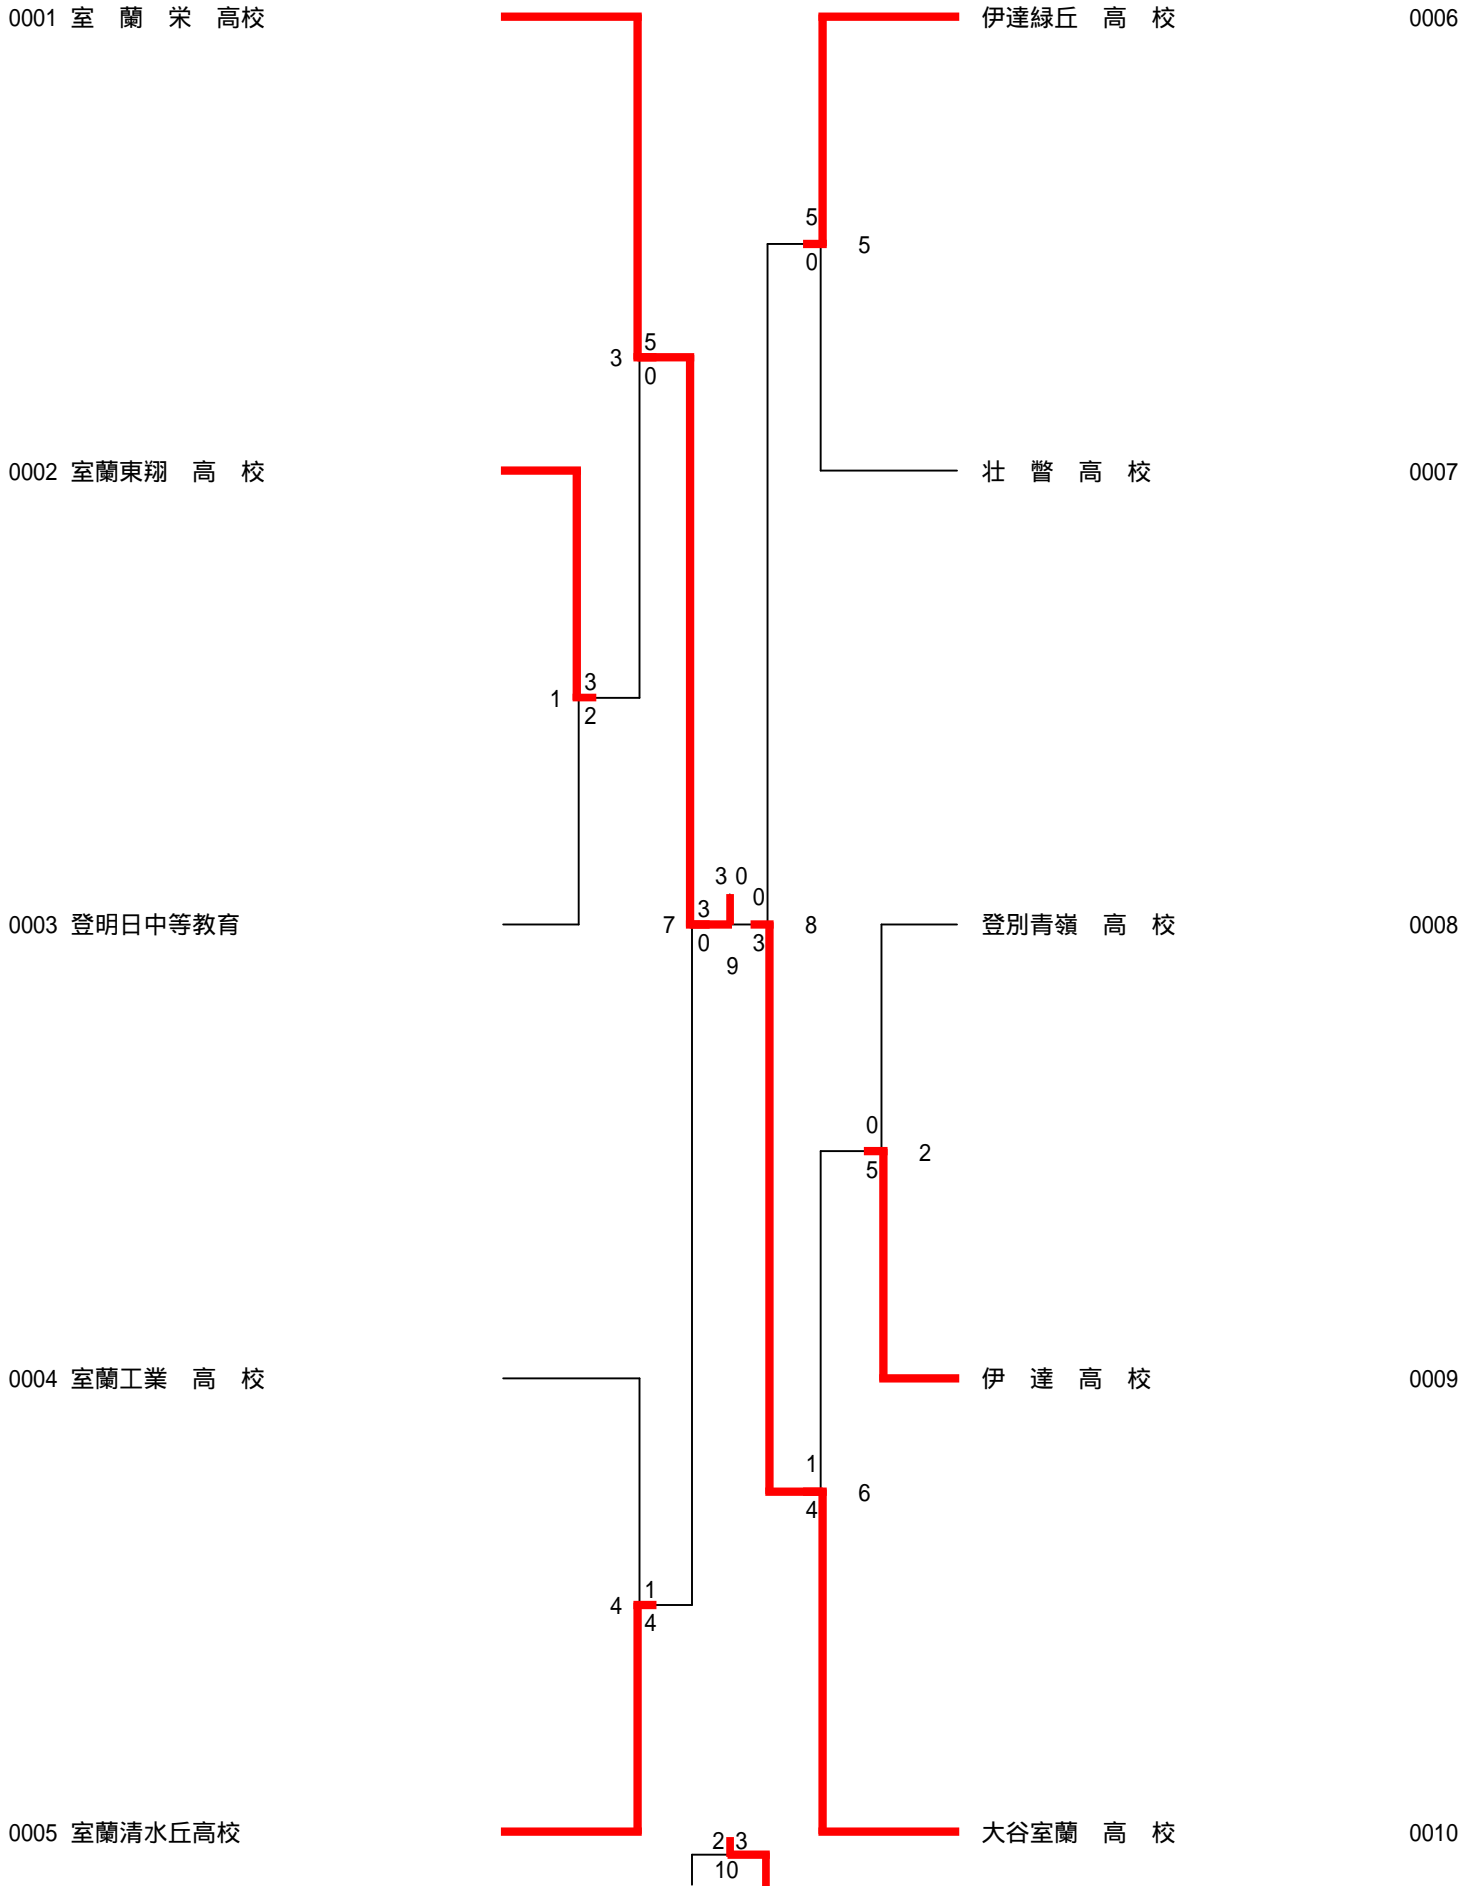 0001 室　蘭　栄　高校
伊達緑丘　高　校 0006
5
5
0
5
3
0
0002 室蘭東翔　高　校
壮　瞥　高　校 0007
3
1
2
3 0
0
3
0003 登明日中等教育
7
8
登別青嶺　高　校 0008
0
3
9
0
2
5
0004 室蘭工業　高　校
伊　達　高　校 0009
1
6
4
1
4
4
0005 室蘭清水丘高校
大谷室蘭　高　校 0010
2 3
10